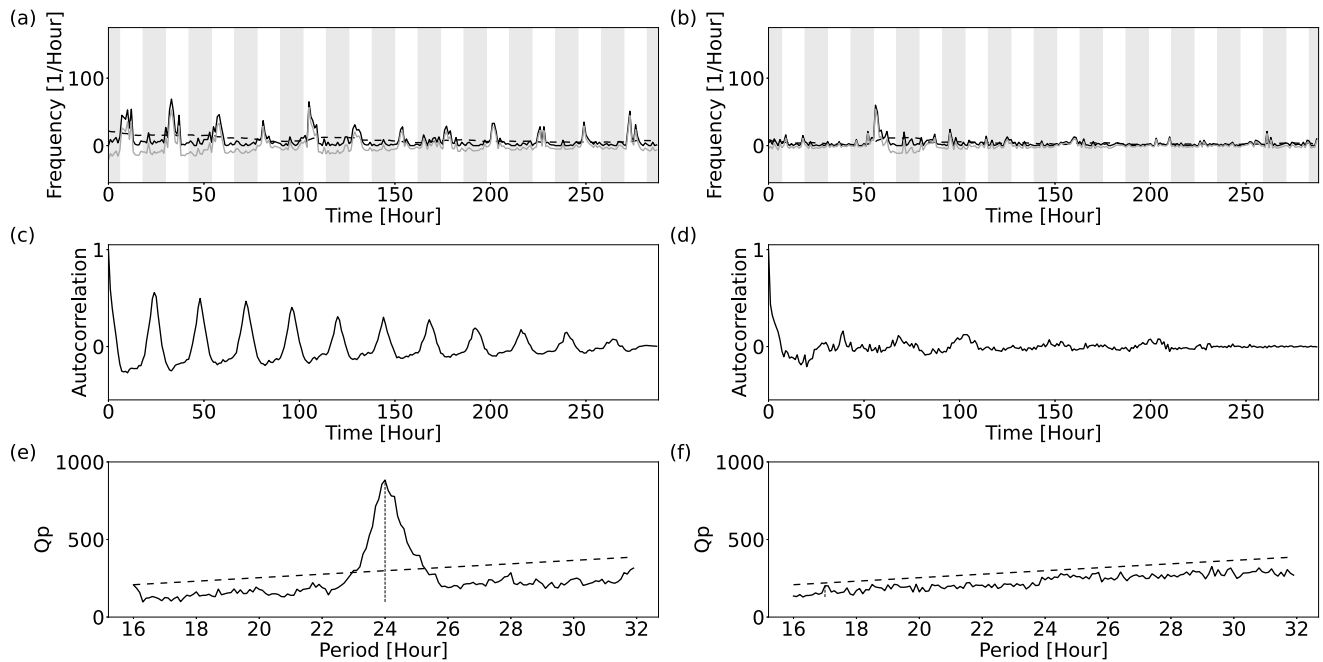 (a)
Frequency [1/Hour]
100
0
0 50 100 150 200 250
Time [Hour]
(b)
Frequency [1/Hour]
100
0
0 50 100 150 200 250
Time [Hour]
(c)
Autocorrelation
1
0
0 50 100 150 200 250
Time [Hour]
(d)
Autocorrelation
1
0
0 50 100 150 200 250
Time [Hour]
(e)
Qp
1000
500
0
16 18 20 22 24 26 28 30 32
Period [Hour]
(f)
Qp
1000
500
0
16 18 20 22 24 26 28 30 32
Period [Hour]